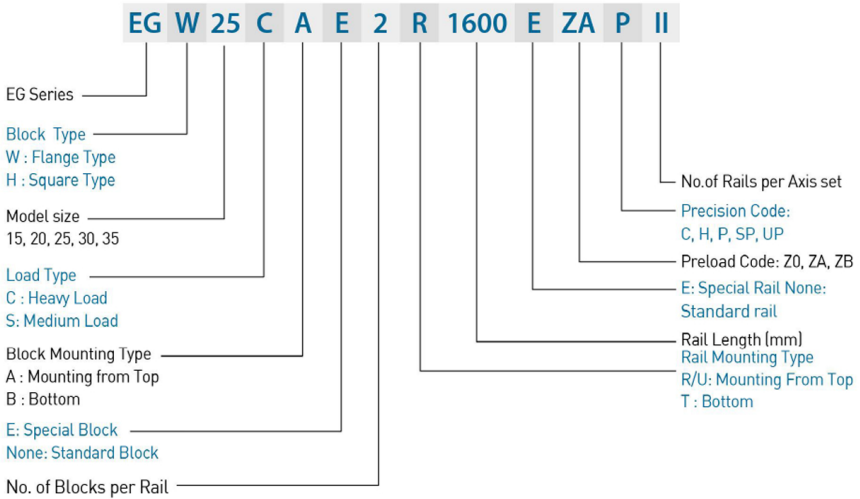 EG W 25 C A E 2 R 1600 E ZA P II
EG Series
Block Type
W : Flange Type
H : Square Type
Model size
15, 20, 25, 30, 35
Load Type
C : Heavy Load
S: Medium Load
Block Mounting Type
A : Mounting from Top
B : Bottom
E: Special Block
None: Standard Block
No. of Blocks per Rail
No.of Rails per Axis set
Precision Code:
C, H, P, SP, UP
Preload Code: Z0, ZA, ZB
E: Special Rail None:
Standard rail
Rail Length (mm)
Rail Mounting Type
R/U: Mounting From Top
T : Bottom